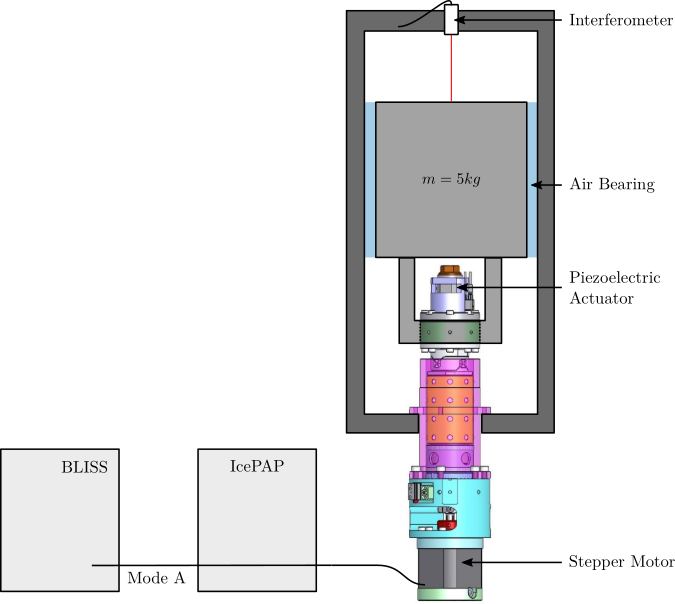 Interferometer
m = 5kg
Air Bearing
Piezoelectric
Actuator
BLISS
IcePAP
Mode A
Stepper Motor